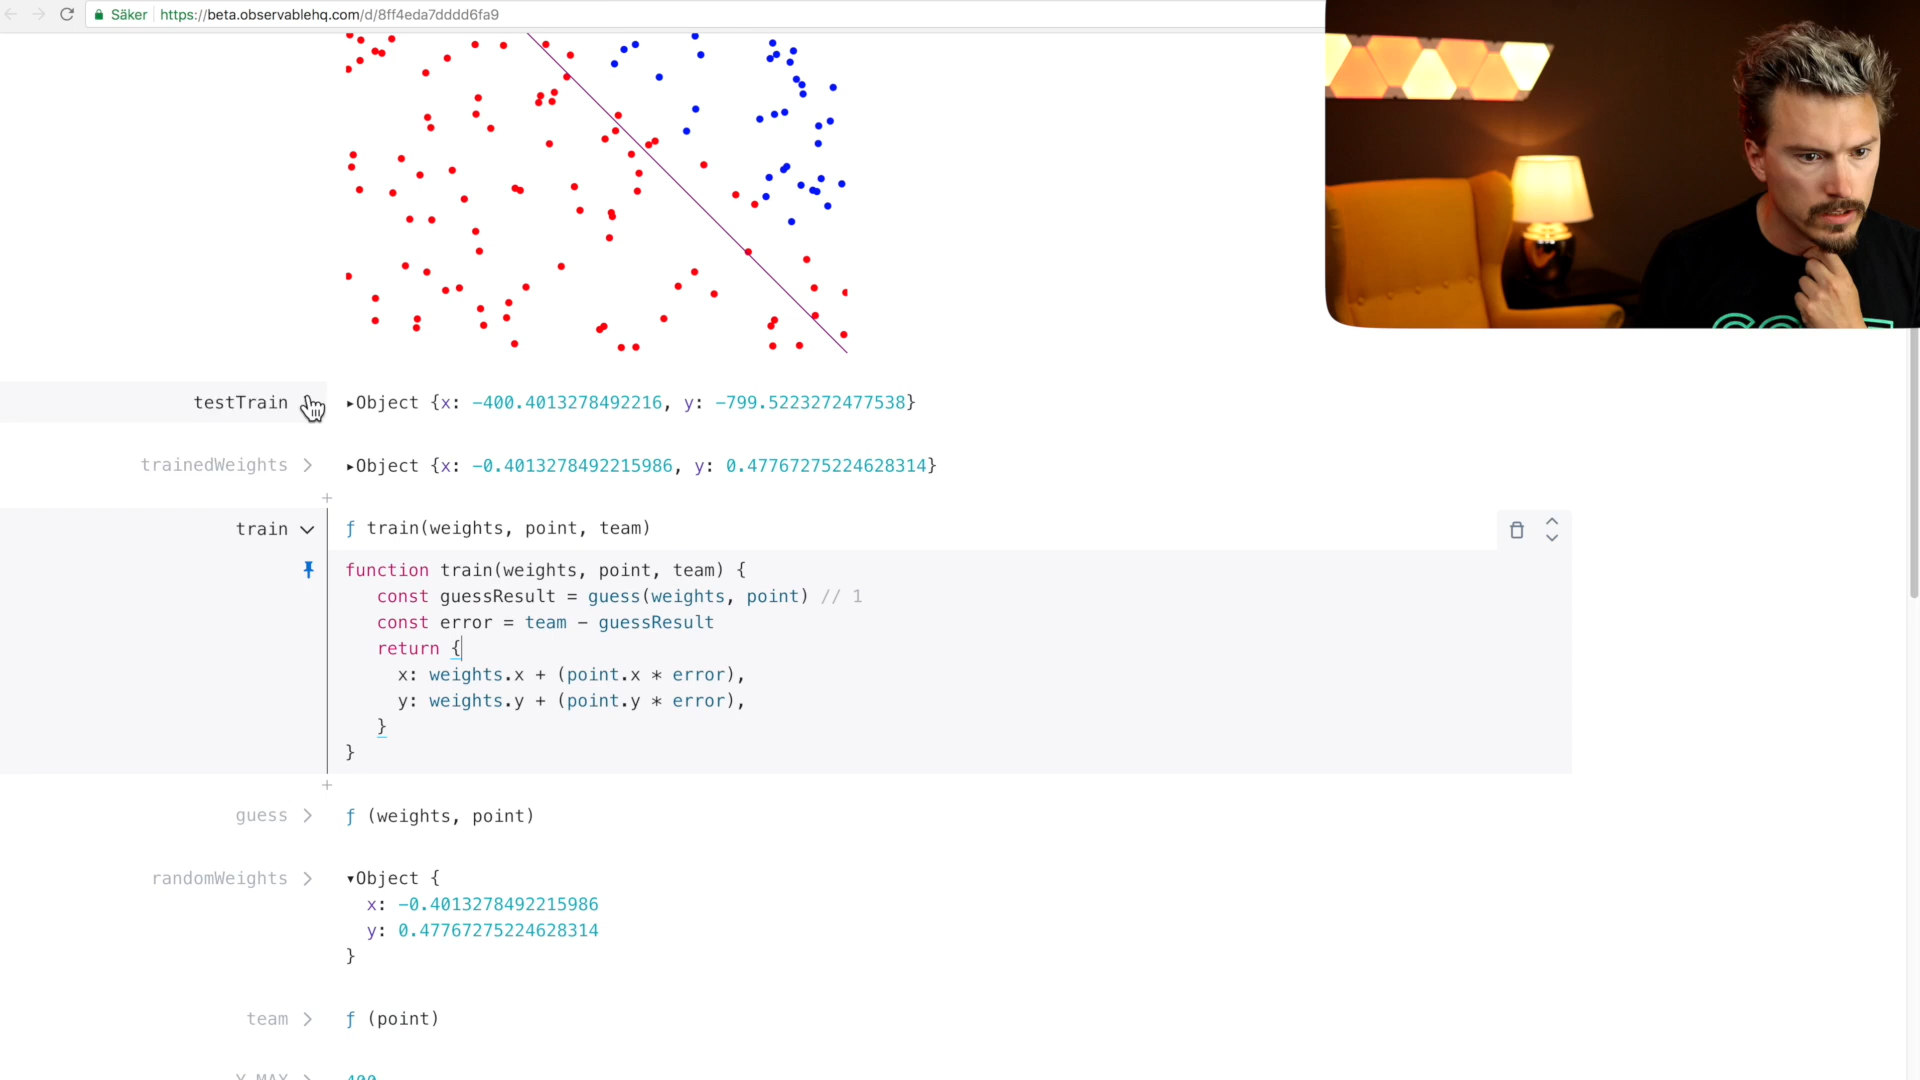 Säker https://beta.observablehq.com/d/8ff4eda7dddd6fa9
testTrain ▸Object {x: -400.4013278492216, y: -799.5223272477538}
trainedWeights ▸Object {x: -0.4013278492215986, y: 0.47767275224628314}
+
train ƒ train(weights, point, team)
function train(weights, point, team) {
const guessResult = guess(weights, point) // 1
const error = team - guessResult
return {
x: weights.x + (point.x * error),
y: weights.y + (point.y * error),
}
}
+
guess ƒ (weights, point)
randomWeights ▾Object {
x: -0.4013278492215986
y: 0.47767275224628314
}
team ƒ (point)